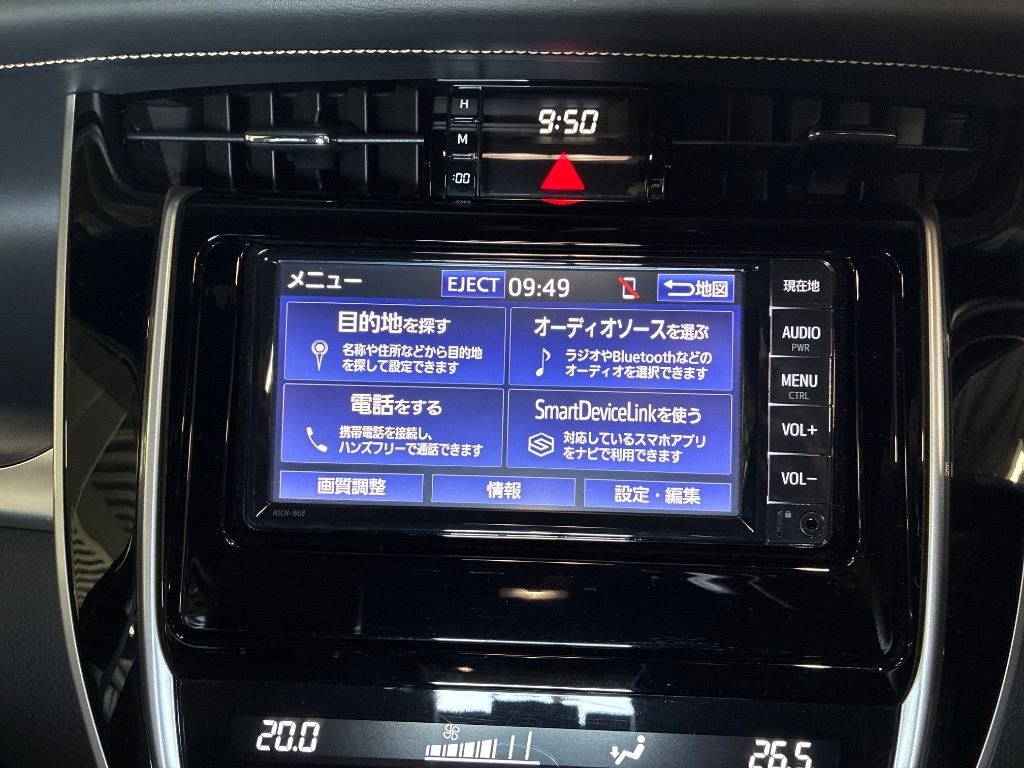 H
9:50
M
:00
メニュー
EJECT
09:49
地図
現在地
目的地を探す
名称や住所などから目的地
を探して設定できます
オーディオソースを選ぶ
ラジオやBluetoothなどの
オーディオを選択できます
AUDIO
PWR
MENU
CTRL
電話をする
携帯電話を接続し、
ハンズフリーで通話できます
SmartDeviceLinkを使う
対応しているスマホアプリ
をナビで利用できます
VOL+
VOL−
画質調整
情報
設定・編集
NSCN-W68
20.0
26.5